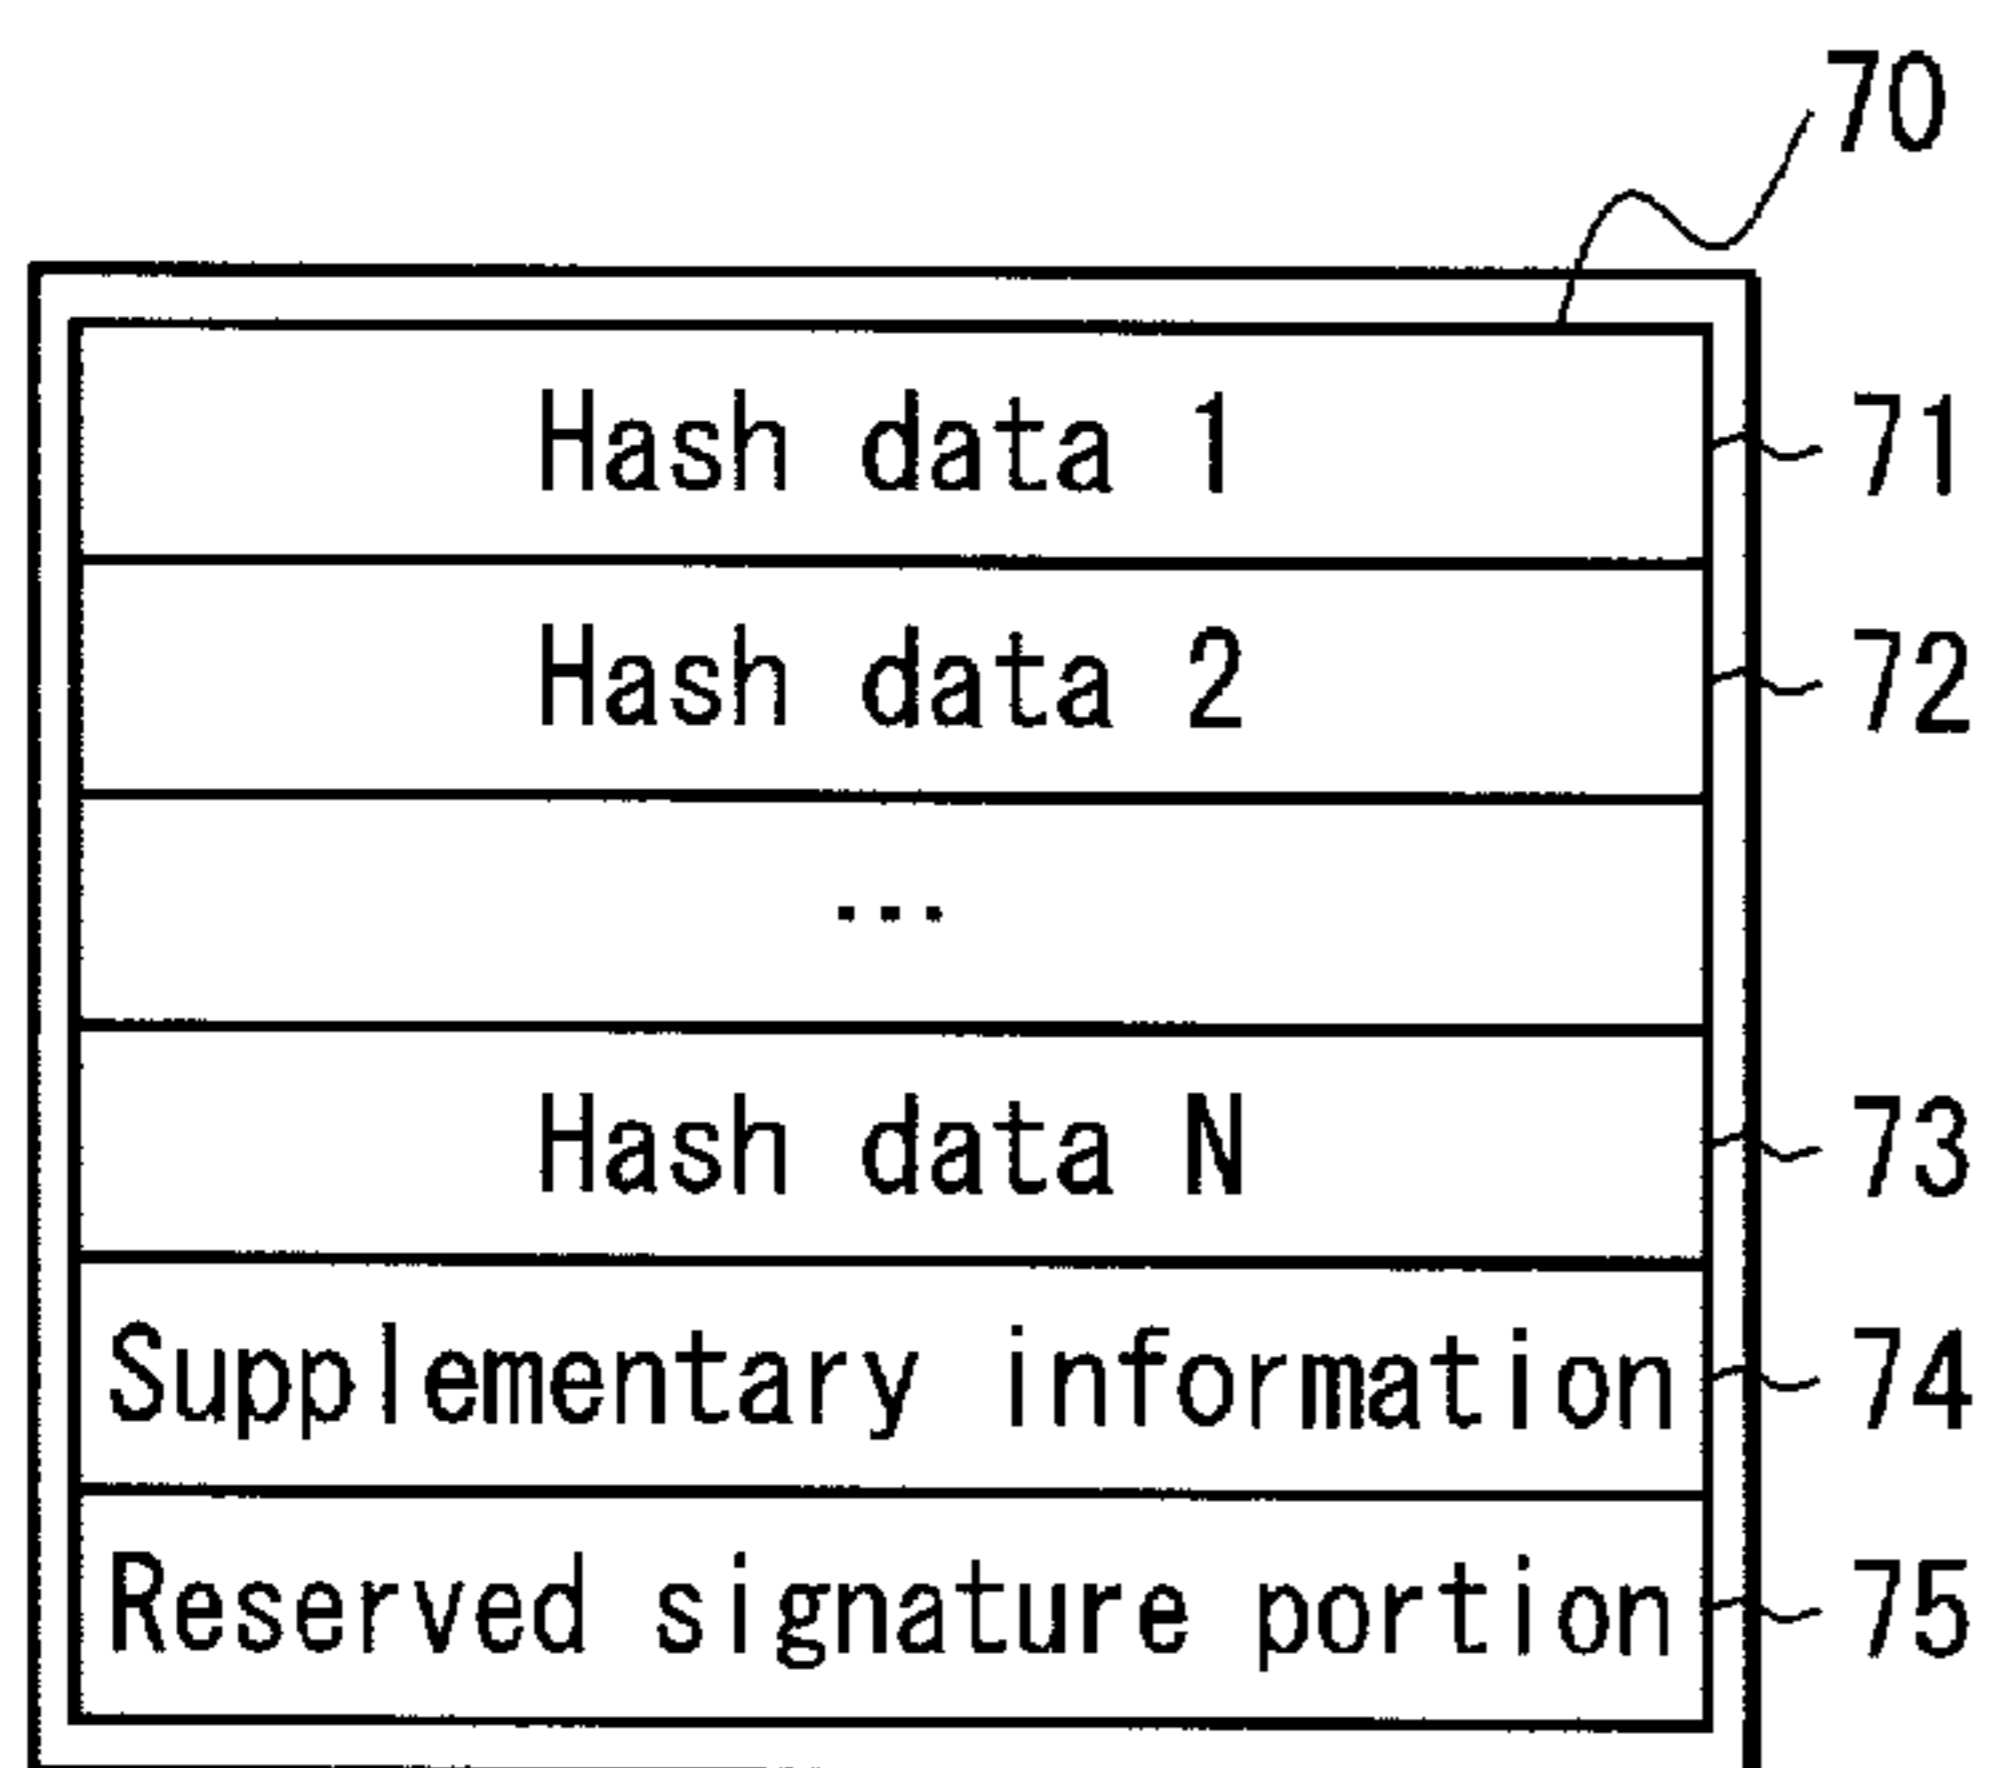 70
Hash data 1 71
Hash data 2 72
...
Hash data N 73
Supplementary information 74
Reserved signature portion 75